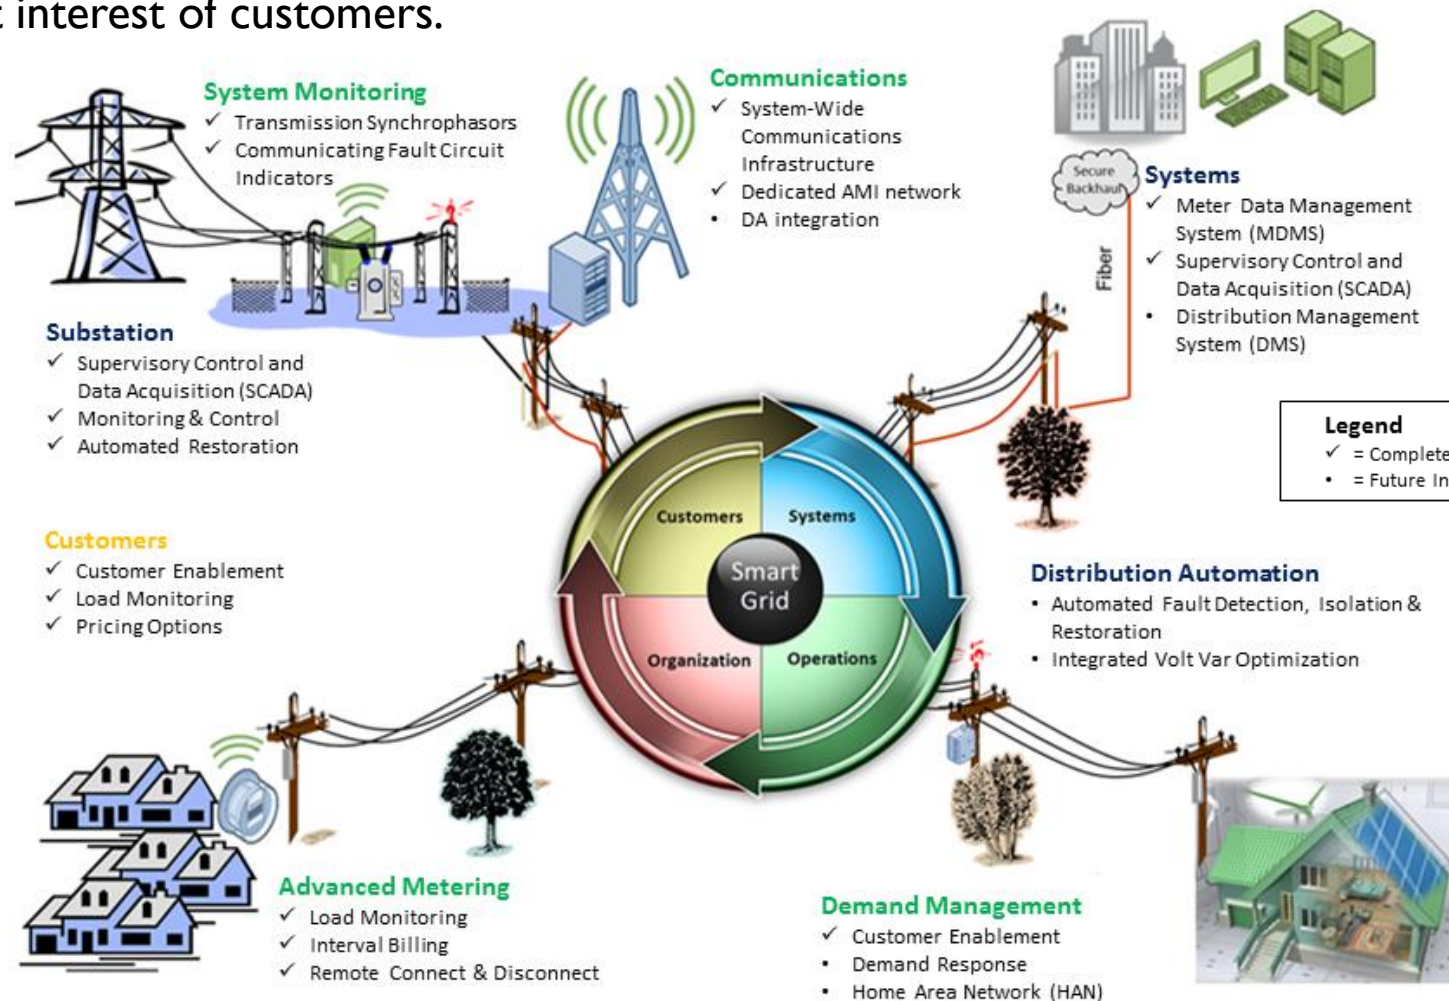 interest of customers.
System Monitoring
✓ Transmission Synchrophasors
✓ Communicating Fault Circuit
Indicators
Communications
✓ System-Wide
Communications
Infrastructure
✓ Dedicated AMI network
• DA integration
Secure
Backhaul
Fiber
Systems
✓ Meter Data Management
System (MDMS)
✓ Supervisory Control and
Data Acquisition (SCADA)
• Distribution Management
System (DMS)
Substation
✓ Supervisory Control and
Data Acquisition (SCADA)
✓ Monitoring & Control
✓ Automated Restoration
Legend
✓ = Complete
• = Future In
Customers
✓ Customer Enablement
✓ Load Monitoring
✓ Pricing Options
Customers
Systems
Smart
Grid
Organization
Operations
Distribution Automation
• Automated Fault Detection, Isolation &
Restoration
• Integrated Volt Var Optimization
Advanced Metering
✓ Load Monitoring
✓ Interval Billing
✓ Remote Connect & Disconnect
Demand Management
✓ Customer Enablement
• Demand Response
• Home Area Network (HAN)